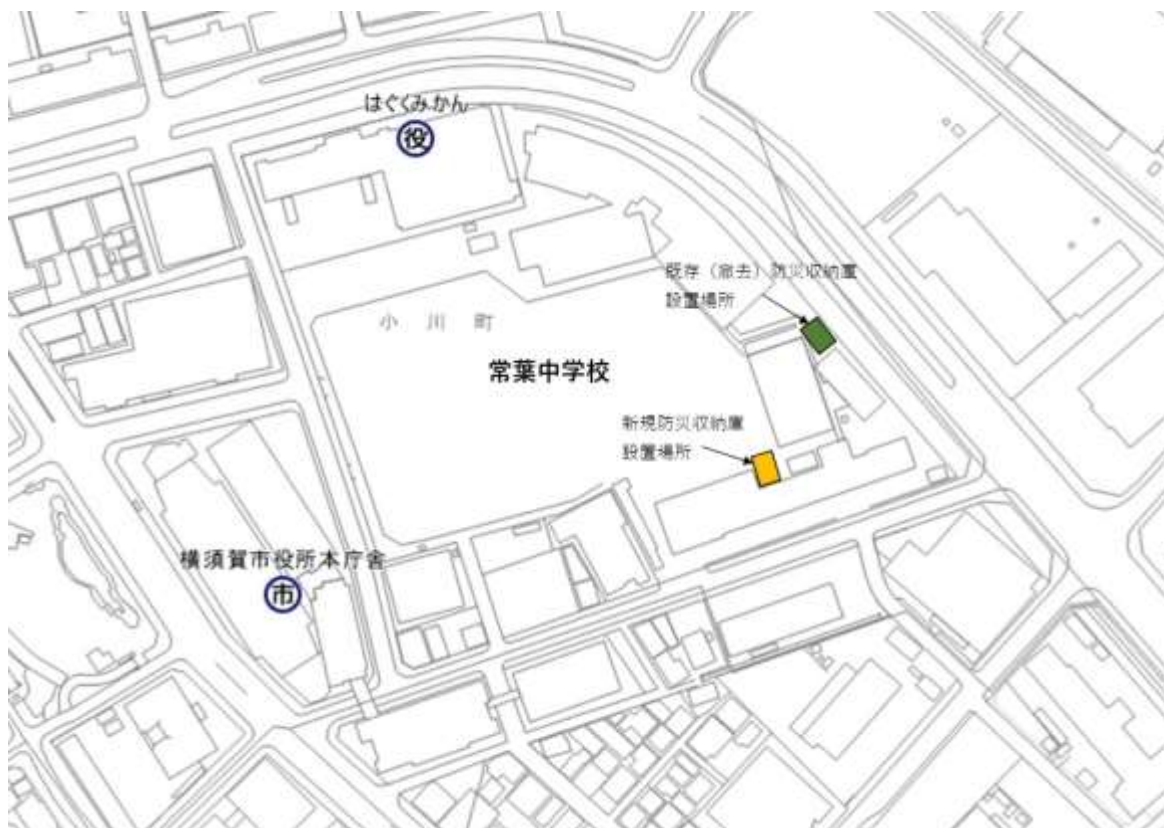 はぐくみかん
役
既存（撤去）防災収納庫
設置場所
小川町
常葉中学校
新規防災収納庫
設置場所
横須賀市役所本庁舎
市